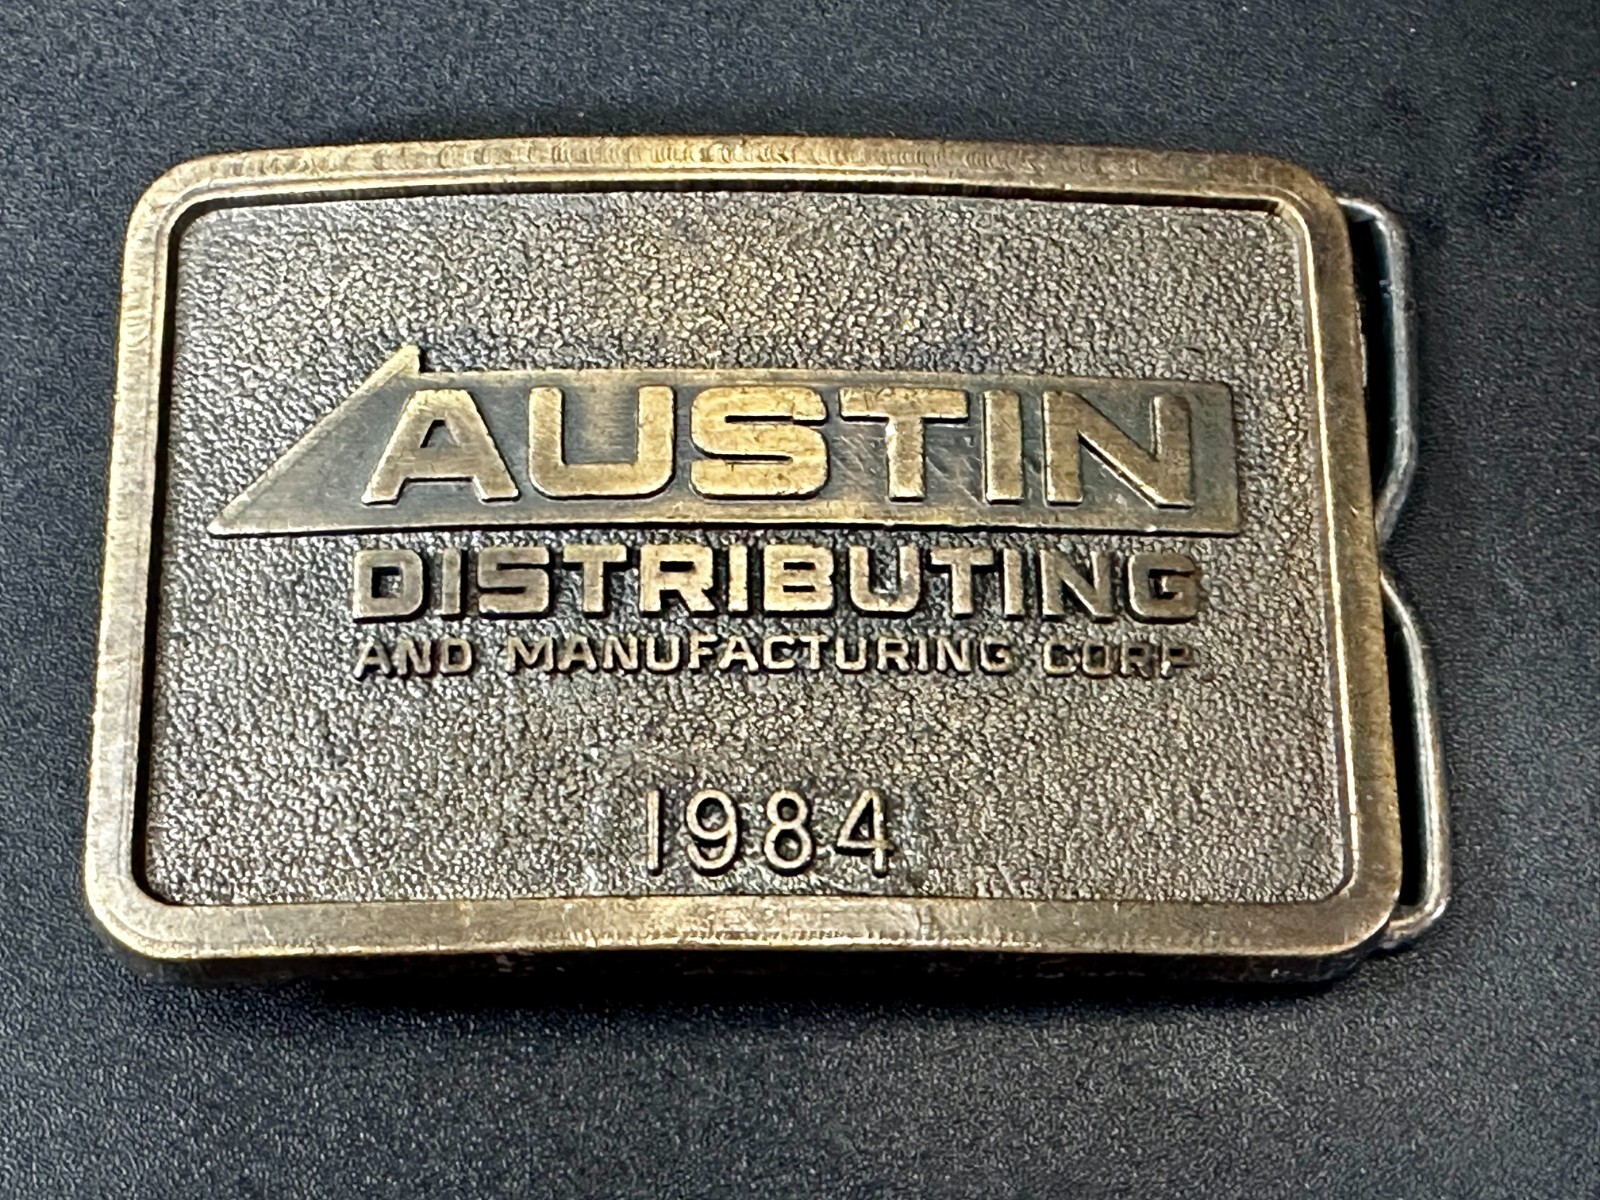 AUSTIN
DISTRIBUTING
AND MANUFACTURING CORP
1984